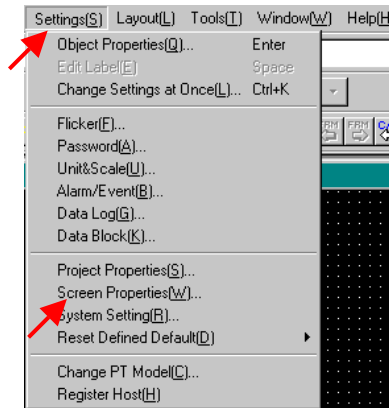 Settings[S] Layout[L] Tools[T] Window[W] Help[H
Object Properties[Q]... Enter
Edit Label[E] Space
Change Settings at Once[L]... Ctrl+K
FRM FRM
Flicker[F]...
Password[A]...
Unit&Scale[U]...
Alarm/Event[B]...
Data Log[G]...
Data Block[K]...
Project Properties[S]...
Screen Properties[W]...
System Setting[R]...
Reset Defined Default[D]
Change PT Model[C]...
Register Host[H]